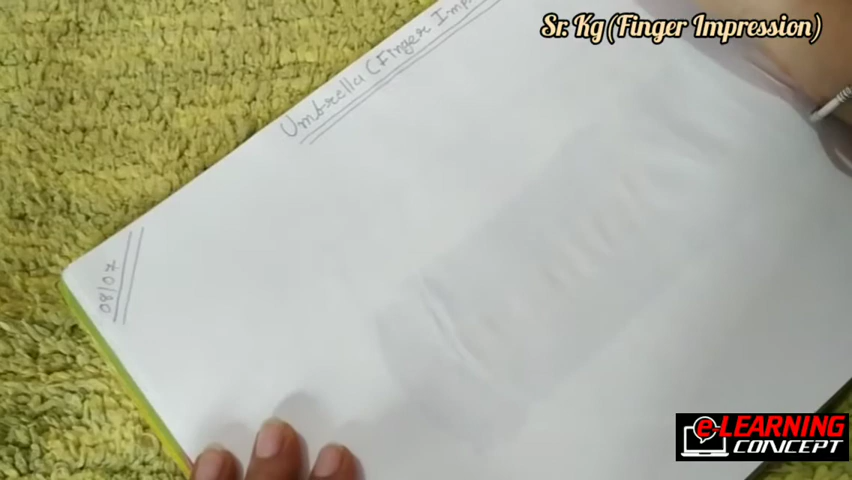 Sr. Kg (Finger Impression)
Umbrella (Finger Imp
08/07
e-LEARNING
CONCEPT